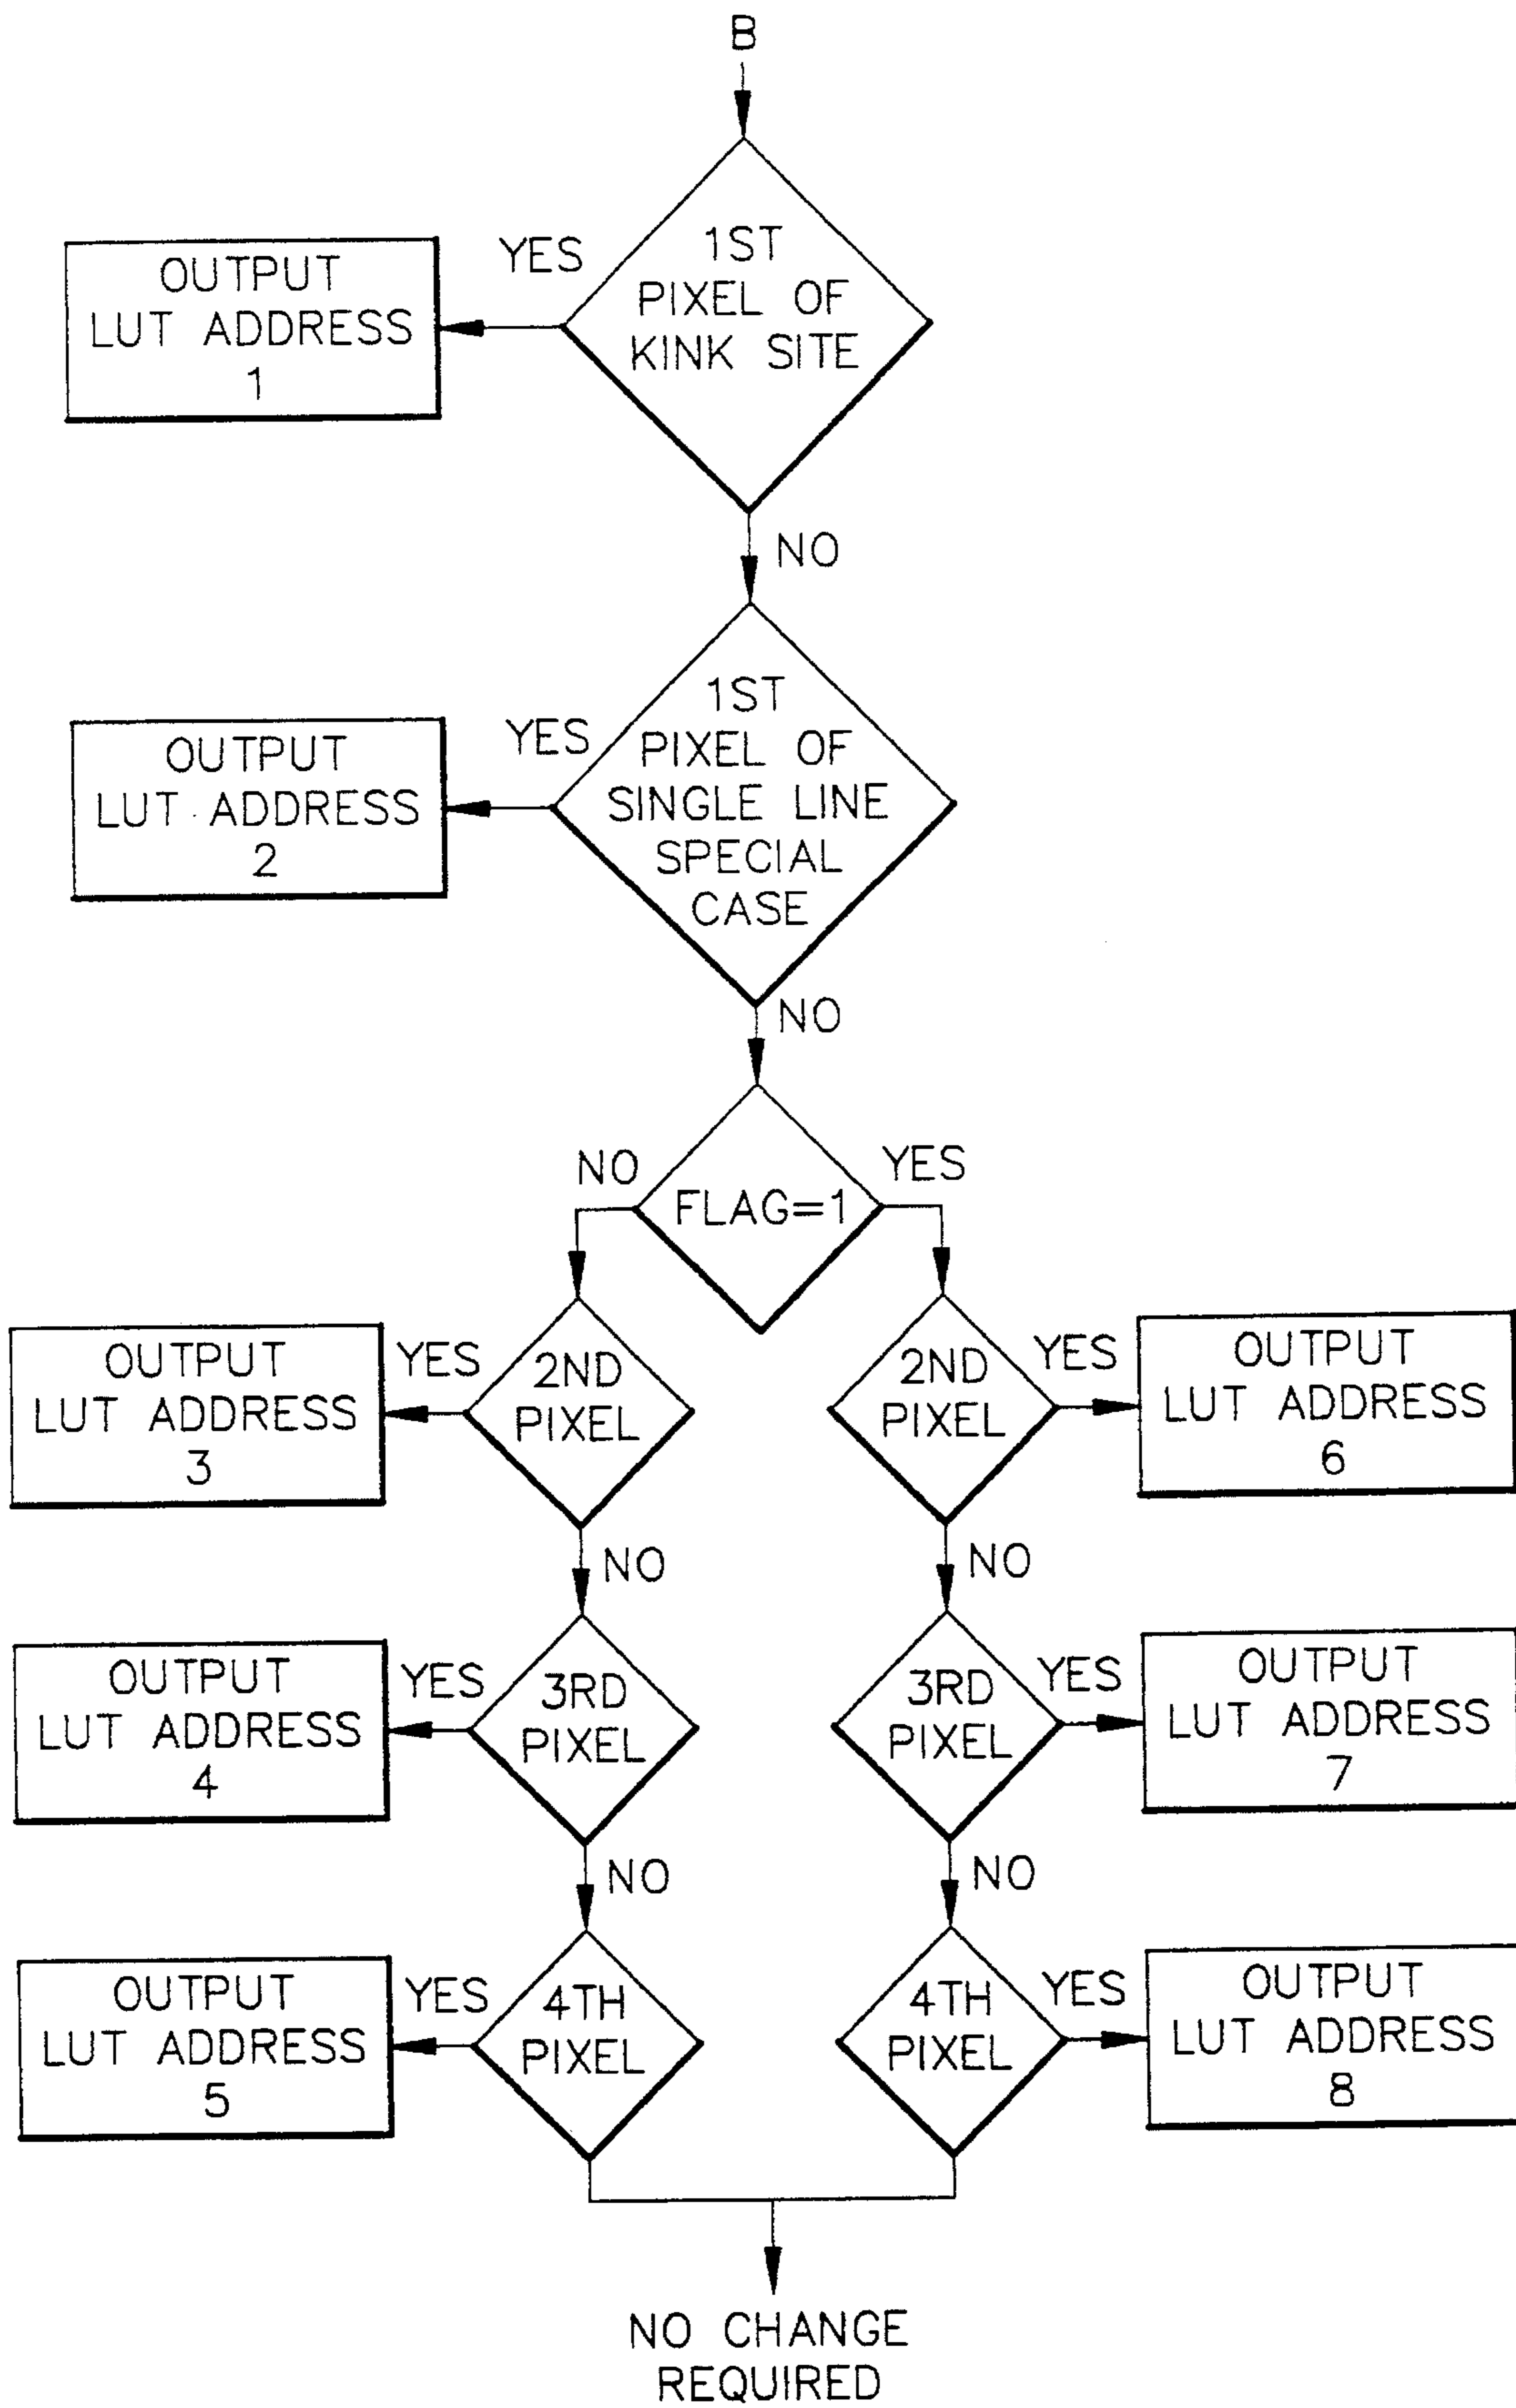 B
1ST
PIXEL OF
KINK SITE
YES
OUTPUT
LUT ADDRESS
1
NO
1ST
PIXEL OF
SINGLE LINE
SPECIAL
CASE
YES
OUTPUT
LUT ADDRESS
2
NO
FLAG=1
NO
YES
2ND
PIXEL
YES
OUTPUT
LUT ADDRESS
3
NO
3RD
PIXEL
YES
OUTPUT
LUT ADDRESS
4
NO
4TH
PIXEL
YES
OUTPUT
LUT ADDRESS
5
2ND
PIXEL
YES
OUTPUT
LUT ADDRESS
6
NO
3RD
PIXEL
YES
OUTPUT
LUT ADDRESS
7
NO
4TH
PIXEL
YES
OUTPUT
LUT ADDRESS
8
NO CHANGE
REQUIRED